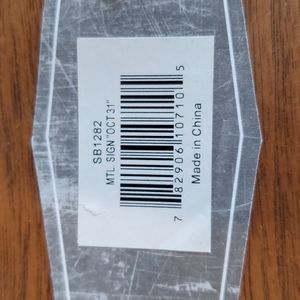 SB1282
MTL SIGN "OCT 31"
7 82906 10710 5
Made in China